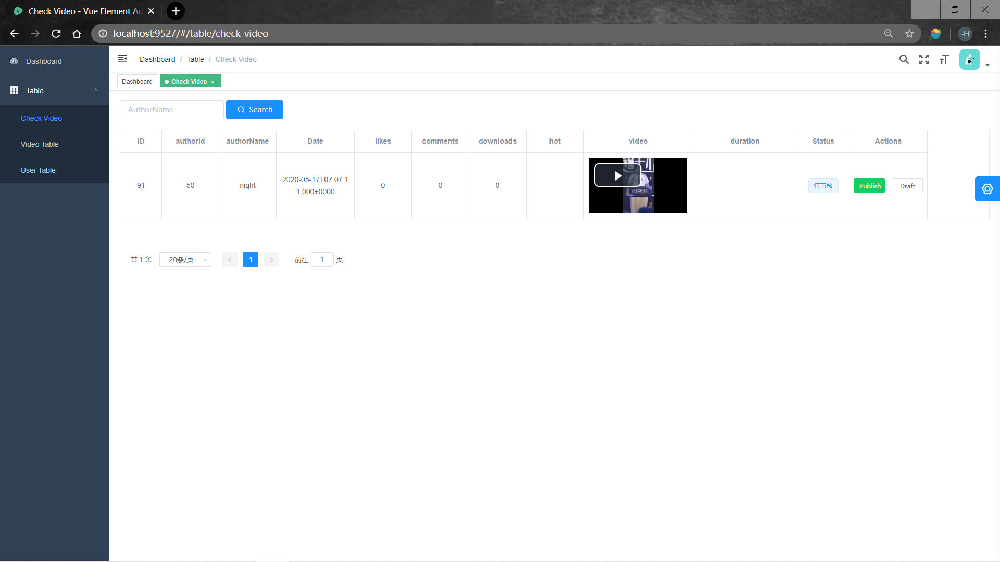 Check Video - Vue Element Ad
localhost:9527/#/table/check-video
-H
Dashboard
Table
Check Video
Video Table
User Table
Dashboard / Table / Check Video
Dashboard
Check Video ×
AuthorName
Search
ID authorId authorName Date likes comments downloads hot video duration Status Actions
91 50 night 2020-05-17T07:07:1 0 0 0 待审核 Publish Draft
1.000+0000
共 1 条 20条/页 1 前往 1 页